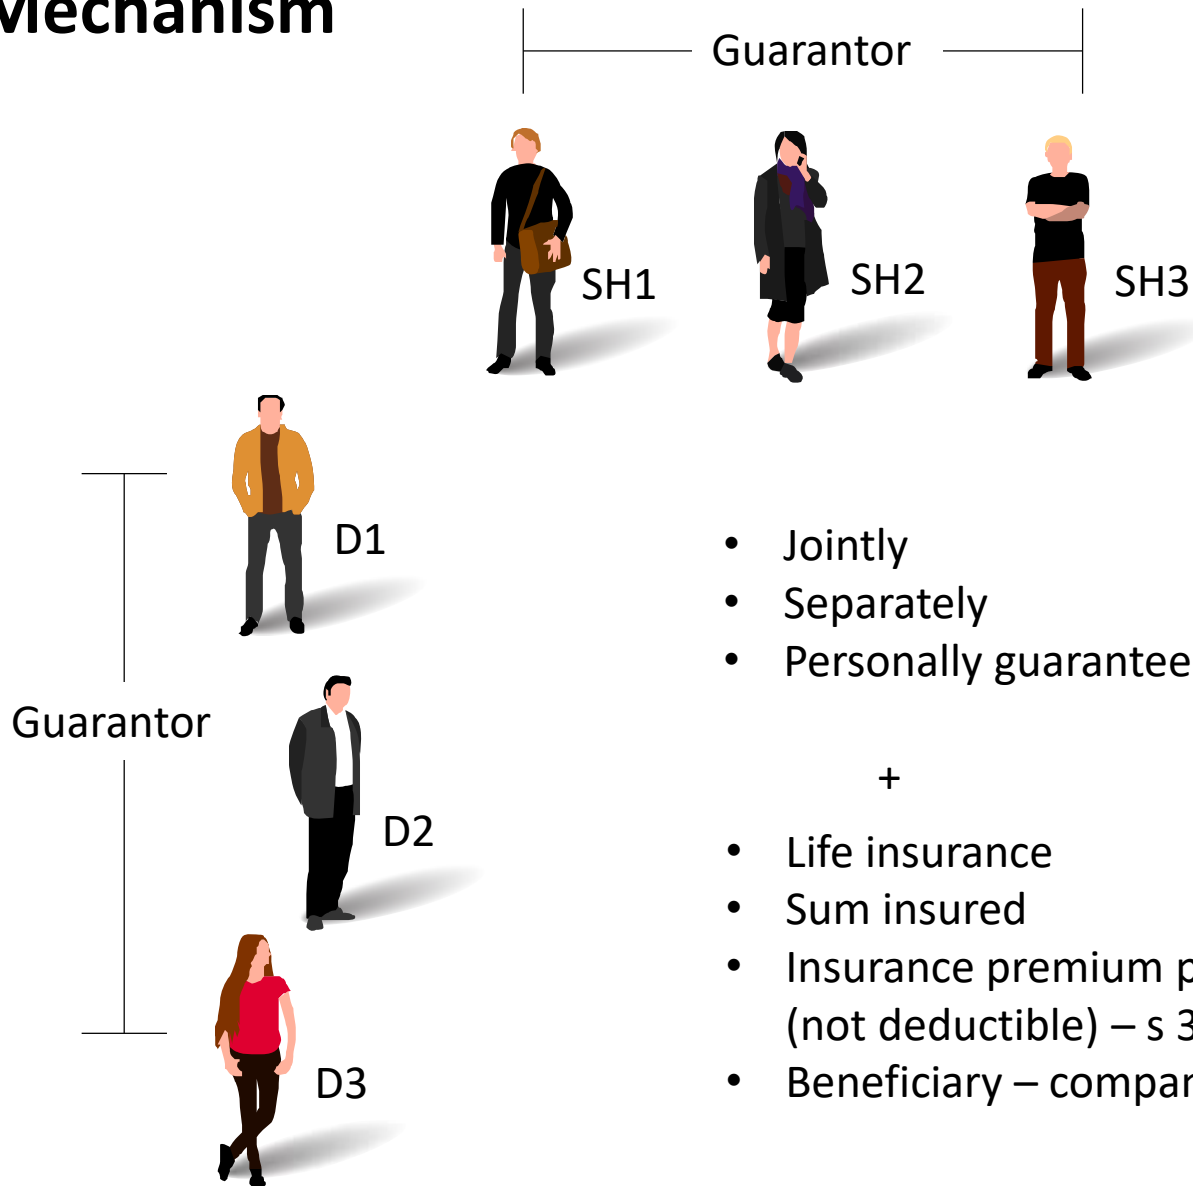 Mechanism
Guarantor
SH1
SH2
SH3
D1
Guarantor
D2
D3
• Jointly
• Separately
• Personally guarantee
+
• Life insurance
• Sum insured
• Insurance premium
(not deductible) – s
• Beneficiary –